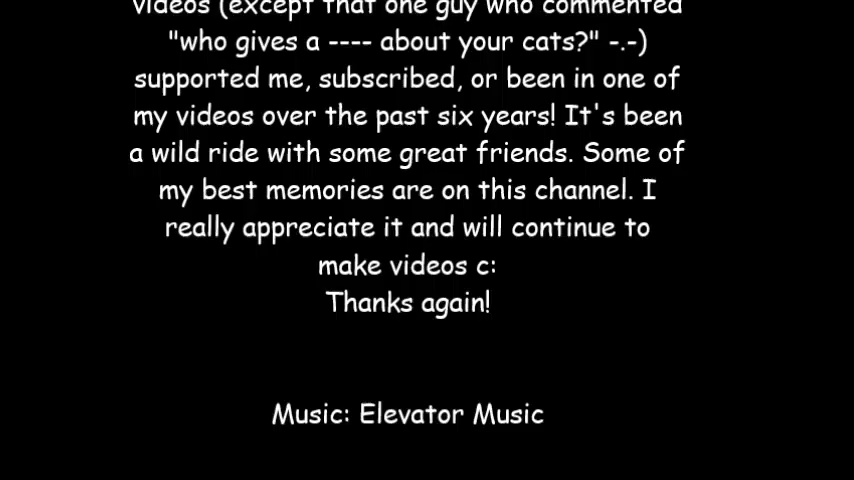 videos (except that one guy who commented
"who gives a ---- about your cats?" -.-)
supported me, subscribed, or been in one of
my videos over the past six years! It's been
a wild ride with some great friends. Some of
my best memories are on this channel. I
really appreciate it and will continue to
make videos c:
Thanks again!
Music: Elevator Music